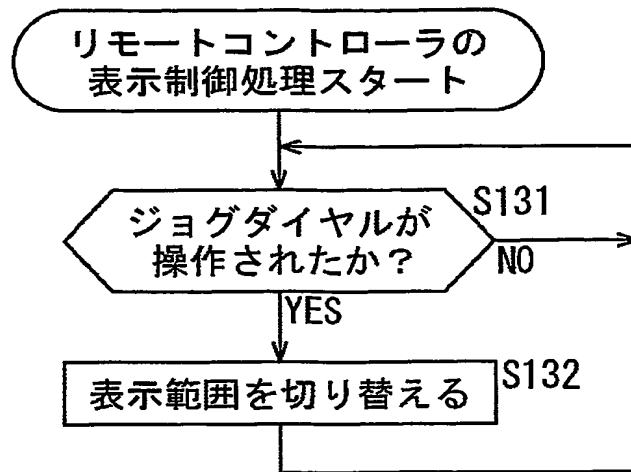 リモートコントローラの
表示制御処理スタート
S131
ジョグダイヤルが
操作されたか？
NO
YES
S132
表示範囲を切り替える